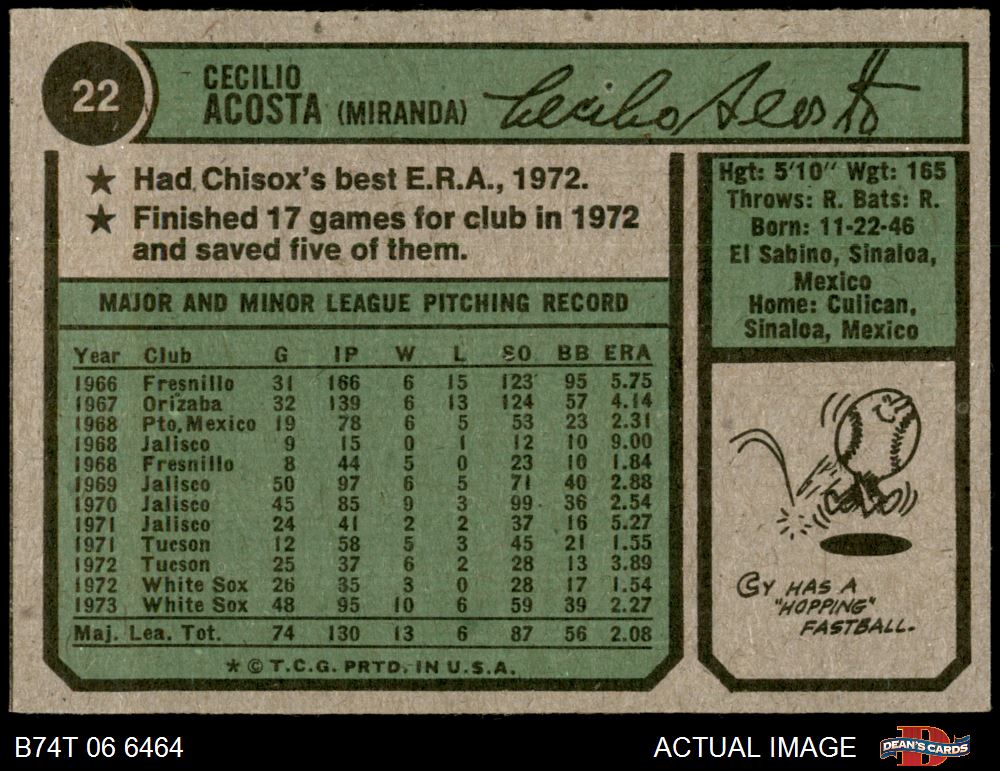 22
CECILIO
ACOSTA (MIRANDA)
Cecilio Acosta
★ Had Chisox's best E.R.A., 1972.
★ Finished 17 games for club in 1972
and saved five of them.
Hgt: 5'10" Wgt: 165
Throws: R. Bats: R.
Born: 11-22-46
El Sabino, Sinaloa,
Mexico
Home: Culican,
Sinaloa, Mexico
MAJOR AND MINOR LEAGUE PITCHING RECORD
Year Club G IP W L SO BB ERA
1966 Fresnillo 31 166 6 15 123 95 5.75
1967 Orizaba 32 139 6 13 124 57 4.14
1968 Pto. Mexico 19 78 6 5 53 23 2.31
1968 Jalisco 9 15 0 1 12 10 9.00
1968 Fresnillo 8 44 5 0 23 10 1.84
1969 Jalisco 50 97 6 5 71 40 2.88
1970 Jalisco 45 85 9 3 99 36 2.54
1971 Jalisco 24 41 2 2 37 16 5.27
1971 Tucson 12 58 5 3 45 21 1.55
1972 Tucson 25 37 6 2 28 13 3.89
1972 White Sox 26 35 3 0 28 17 1.54
1973 White Sox 48 95 10 6 59 39 2.27
Maj. Lea. Tot. 74 130 13 6 87 56 2.08
★ © T.C.G. PRTD. IN U.S.A.
CY HAS A
"HOPPING"
FASTBALL.
B74T 06 6464
ACTUAL IMAGE
DEAN'S CARDS